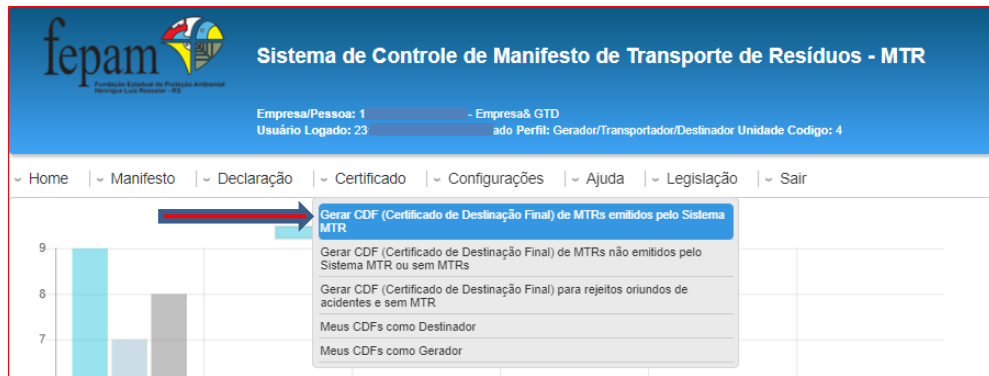 fepam
Fundação Estadual de Proteção Ambiental
Henrique Luis Roessler - RS
Sistema de Controle de Manifesto de Transporte de Resíduos - MTR
Empresa/Pessoa: 1 - Empresa& GTD
Usuário Logado: 23 ado Perfil: Gerador/Transportador/Destinador Unidade Codigo: 4
Home Manifesto Declaração Certificado Configurações Ajuda Legislação Sair
Gerar CDF (Certificado de Destinação Final) de MTRs emitidos pelo Sistema
MTR
Gerar CDF (Certificado de Destinação Final) de MTRs não emitidos pelo
Sistema MTR ou sem MTRs
Gerar CDF (Certificado de Destinação Final) para rejeitos oriundos de
acidentes e sem MTR
Meus CDFs como Destinador
Meus CDFs como Gerador
9
8
7